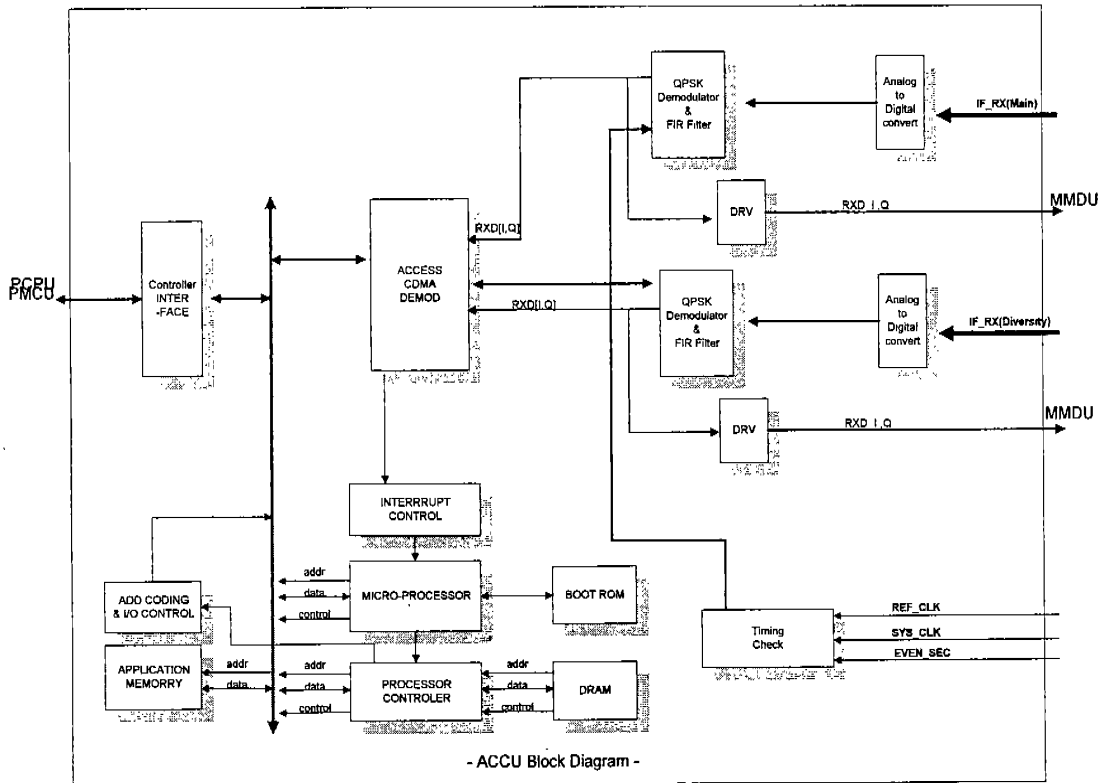 QPSK
Demodulator
&
FIR Filter
Analog
to
Digital
convert
IF_RX(Main)
DRV
RXD_I,Q
MMDU
RXD[I,Q]
ACCESS
CDMA
DEMOD
Controller
INTER
-FACE
PCPU
PMCU
RXD[I,Q]
QPSK
Demodulator
&
FIR Filter
Analog
to
Digital
convert
IF_RX(Diversity)
DRV
RXD_I,Q
MMDU
INTERRRUPT
CONTROL
ADD CODING
& I/O CONTROL
addr
data
control
MICRO-PROCESSOR
BOOT ROM
Timing
Check
REF_CLK
SYS_CLK
EVEN_SEC
APPLICATION
MEMORRY
addr
data
addr
data
control
PROCESSOR
CONTROLER
addr
data
control
DRAM
- ACCU Block Diagram -